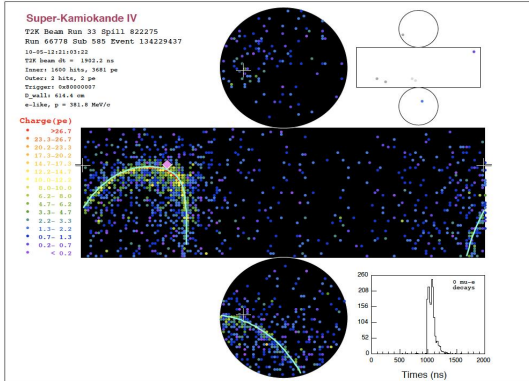 Super-Kamiokande IV
T2K Beam Run 33 Spill 822275
Run 66778 Sub 585 Event 134229437
10-05-12:21:03:22
T2K beam dt = 1902.2 ns
Inner: 1600 hits, 3681 pe
Outer: 2 hits, 2 pe
Trigger: 0x80000007
D_wall: 614.4 cm
e-like, p = 381.8 MeV/c
Charge(pe)
>26.7
23.3-26.7
20.2-23.3
17.3-20.2
14.7-17.3
12.2-14.7
10.0-12.2
8.0-10.0
6.2- 8.0
4.7- 6.2
3.3- 4.7
2.2- 3.3
1.3- 2.2
0.7- 1.3
0.2- 0.7
< 0.2
0 mu-e
decays
260
208
156
104
52
0
0 500 1000 1500 2000
Times (ns)